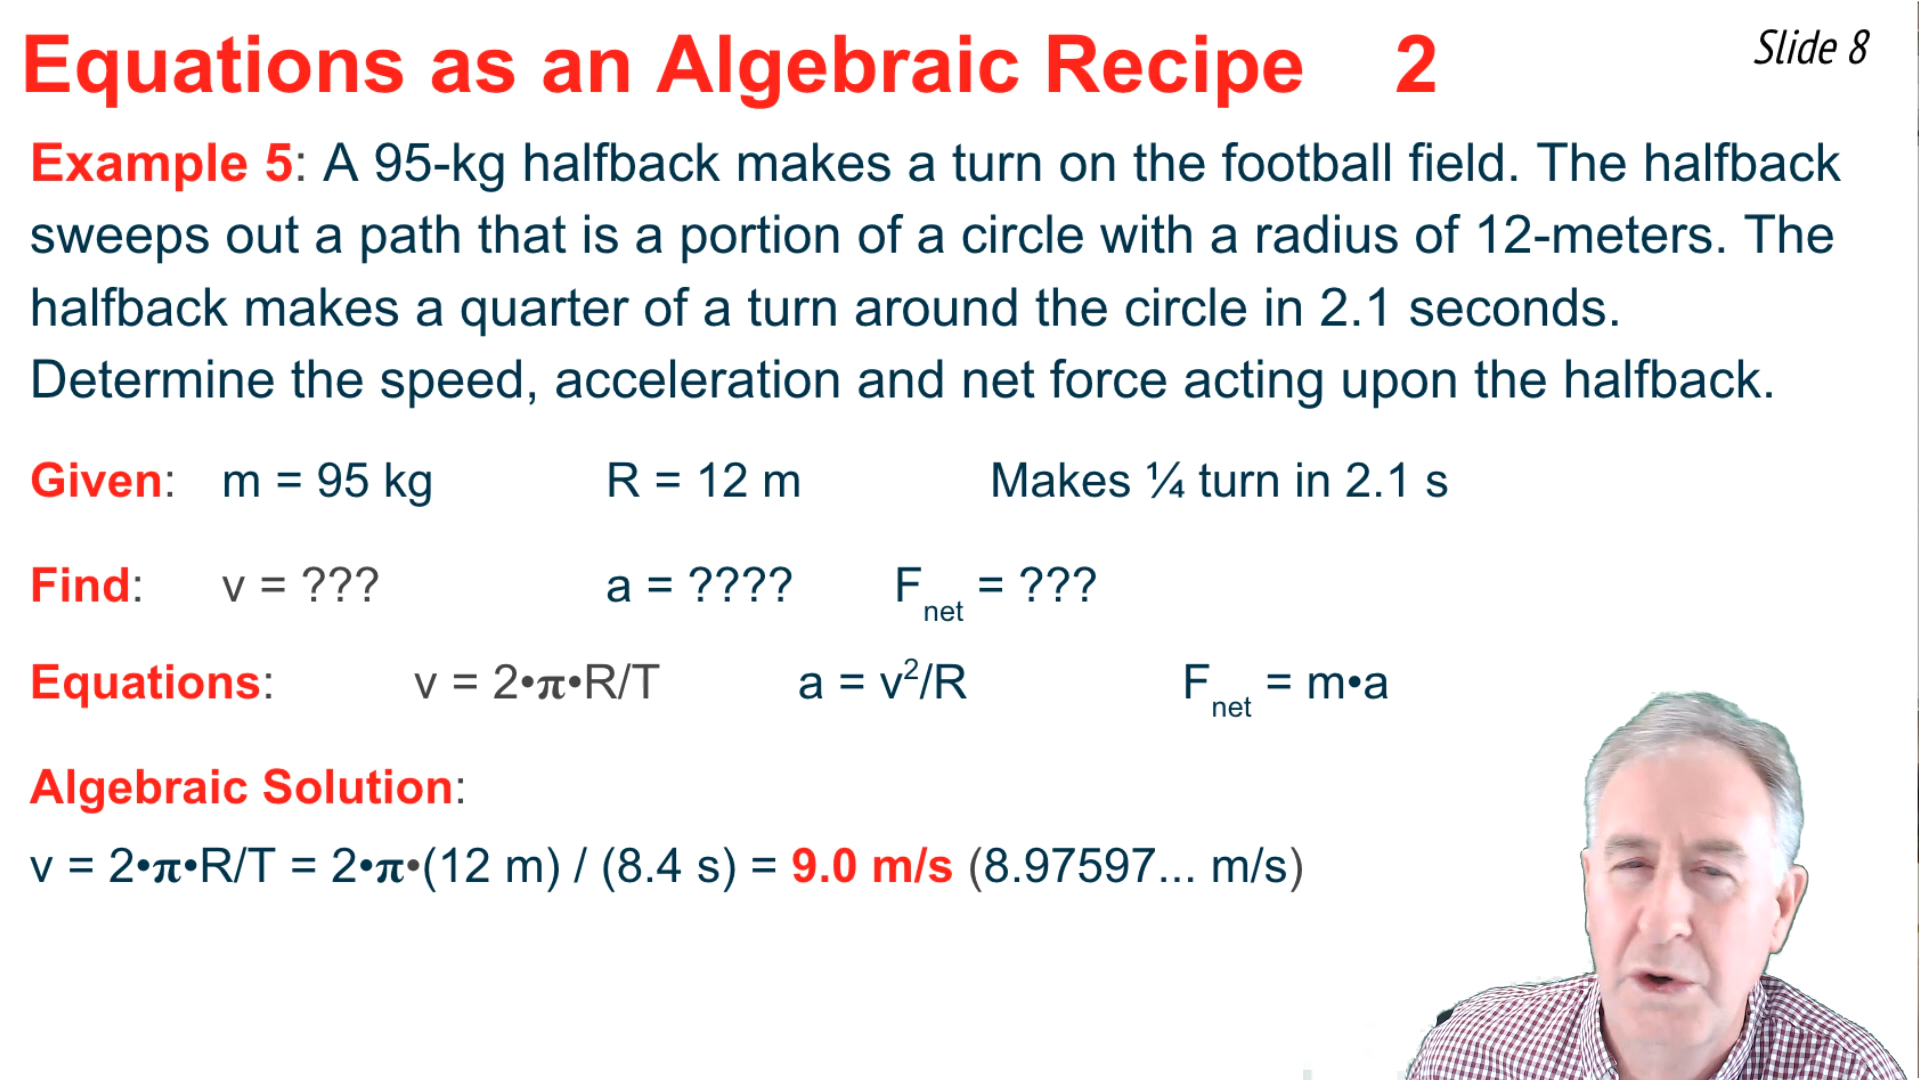 Equations as an Algebraic Recipe 2
Slide 8
Example 5: A 95-kg halfback makes a turn on the football field. The halfback
sweeps out a path that is a portion of a circle with a radius of 12-meters. The
halfback makes a quarter of a turn around the circle in 2.1 seconds.
Determine the speed, acceleration and net force acting upon the halfback.
Given: m = 95 kg R = 12 m Makes ¼ turn in 2.1 s
Find: v = ??? a = ???? Fnet = ???
Equations: v = 2•π•R/T a = v²/R Fnet = m•a
Algebraic Solution:
v = 2•π•R/T = 2•π•(12 m) / (8.4 s) = 9.0 m/s (8.97597... m/s)